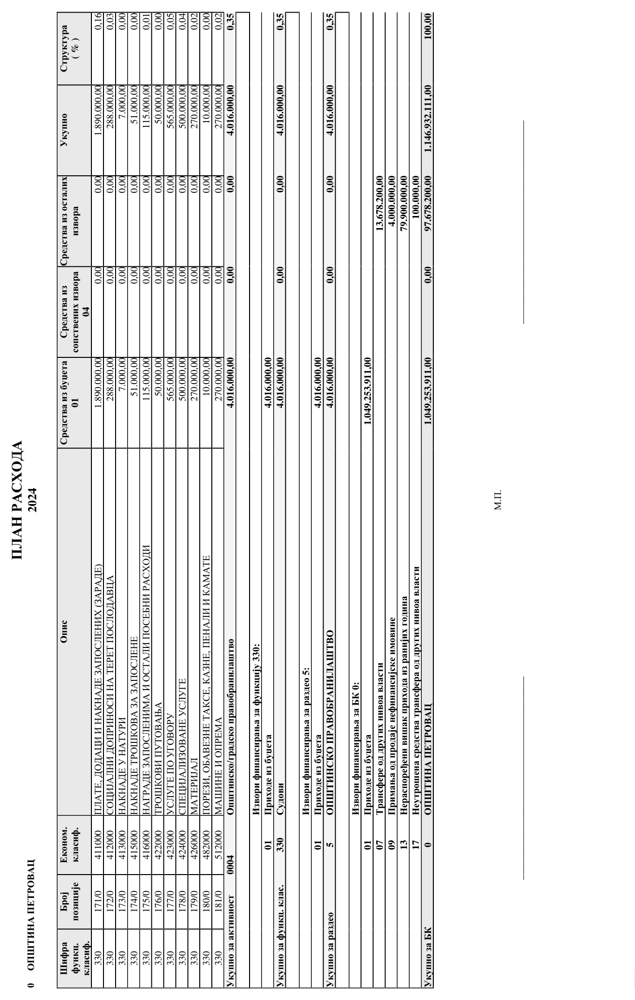 ПЛАН РАСХОДА
2024
0 ОПШТИНА ПЕТРОВАЦ
Шифра функц. класиф. Број позиције Економ. класиф. Опис Средства из буџета 01 Средства из сопствених извора 04 Средства из осталих извора Укупно Структура ( % )
330 171/0 411000 ПЛАТЕ, ДОДАЦИ И НАКНАДЕ ЗАПОСЛЕНИХ (ЗАРАДЕ) 1.890.000,00 0,00 0,00 1.890.000,00 0,16
330 172/0 412000 СОЦИЈАЛНИ ДОПРИНОСИ НА ТЕРЕТ ПОСЛОДАВЦА 288.000,00 0,00 0,00 288.000,00 0,03
330 173/0 413000 НАКНАДЕ У НАТУРИ 7.000,00 0,00 0,00 7.000,00 0,00
330 174/0 415000 НАКНАДЕ ТРОШКОВА ЗА ЗАПОСЛЕНЕ 51.000,00 0,00 0,00 51.000,00 0,00
330 175/0 416000 НАГРАДЕ ЗАПОСЛЕНИМА И ОСТАЛИ ПОСЕБНИ РАСХОДИ 115.000,00 0,00 0,00 115.000,00 0,01
330 176/0 422000 ТРОШКОВИ ПУТОВАЊА 50.000,00 0,00 0,00 50.000,00 0,00
330 177/0 423000 УСЛУГЕ ПО УГОВОРУ 565.000,00 0,00 0,00 565.000,00 0,05
330 178/0 424000 СПЕЦИЈАЛИЗОВАНЕ УСЛУГЕ 500.000,00 0,00 0,00 500.000,00 0,04
330 179/0 426000 МАТЕРИЈАЛ 270.000,00 0,00 0,00 270.000,00 0,02
330 180/0 482000 ПОРЕЗИ, ОБАВЕЗНЕ ТАКСЕ, КАЗНЕ, ПЕНАЛИ И КАМАТЕ 10.000,00 0,00 0,00 10.000,00 0,00
330 181/0 512000 МАШИНЕ И ОПРЕМА 270.000,00 0,00 0,00 270.000,00 0,02
Укупно за активност 0004 Општинско/градско правобранилаштво 4.016.000,00 0,00 0,00 4.016.000,00 0,35
Извори финансирања за функцију 330:
01 Приходе из буџета 4.016.000,00
Укупно за функц. клас. 330 Судови 4.016.000,00 0,00 0,00 4.016.000,00 0,35
Извори финансирања за раздео 5:
01 Приходе из буџета 4.016.000,00
Укупно за раздео 5 ОПШТИНСКО ПРАВОБРАНИЛАШТВО 4.016.000,00 0,00 0,00 4.016.000,00 0,35
Извори финансирања за БК 0:
01 Приходе из буџета 1.049.253.911,00
07 Трансфере од других нивоа власти 13.678.200,00
09 Примања од продаје нефинансијске имовине 4.000.000,00
13 Нераспоређени вишак прихода из ранијих година 79.900.000,00
17 Неутрошена средства трансфера од других нивоа власти 100.000,00
Укупно за БК 0 ОПШТИНА ПЕТРОВАЦ 1.049.253.911,00 0,00 97.678.200,00 1.146.932.111,00 100,00
М.П.